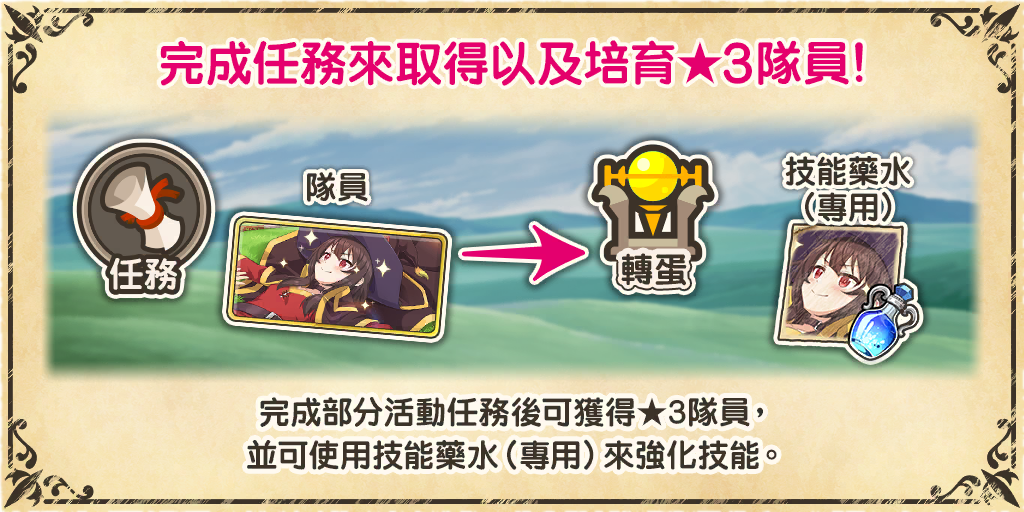 完成任務來取得以及培育★3隊員!
任務
隊員
轉蛋
技能藥水
(專用)
完成部分活動任務後可獲得★3隊員,
並可使用技能藥水(專用)來強化技能。